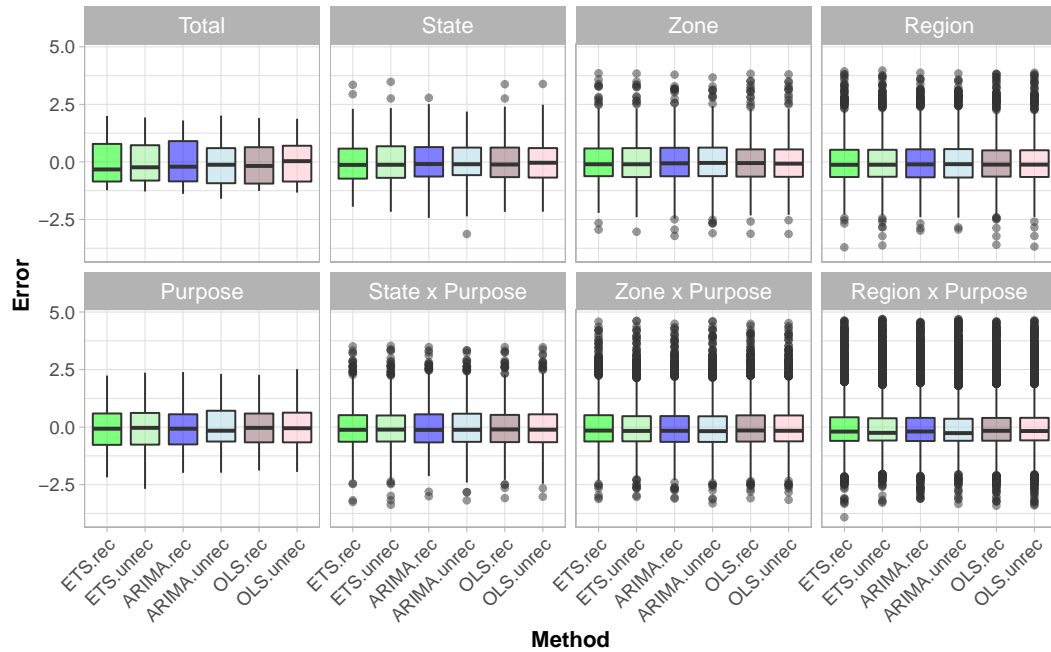 Total State Zone Region
5.0
2.5
0.0
−2.5
Purpose State x Purpose Zone x Purpose Region x Purpose
5.0
2.5
0.0
−2.5
Error
ETS.rec ETS.unrec ARIMA.rec ARIMA.unrec OLS.rec OLS.unrec ETS.rec ETS.unrec ARIMA.rec ARIMA.unrec OLS.rec OLS.unrec ETS.rec ETS.unrec ARIMA.rec ARIMA.unrec OLS.rec OLS.unrec ETS.rec ETS.unrec ARIMA.rec ARIMA.unrec OLS.rec OLS.unrec
Method